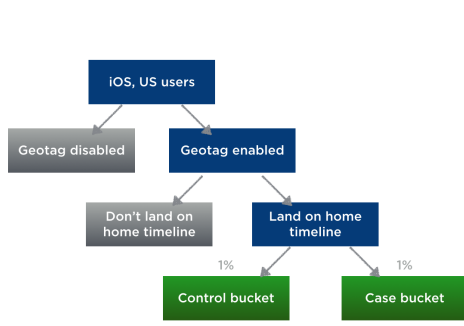 iOS, US users
Geotag disabled
Geotag enabled
Don't land on
home timeline
Land on home
timeline
1%
1%
Control bucket
Case bucket